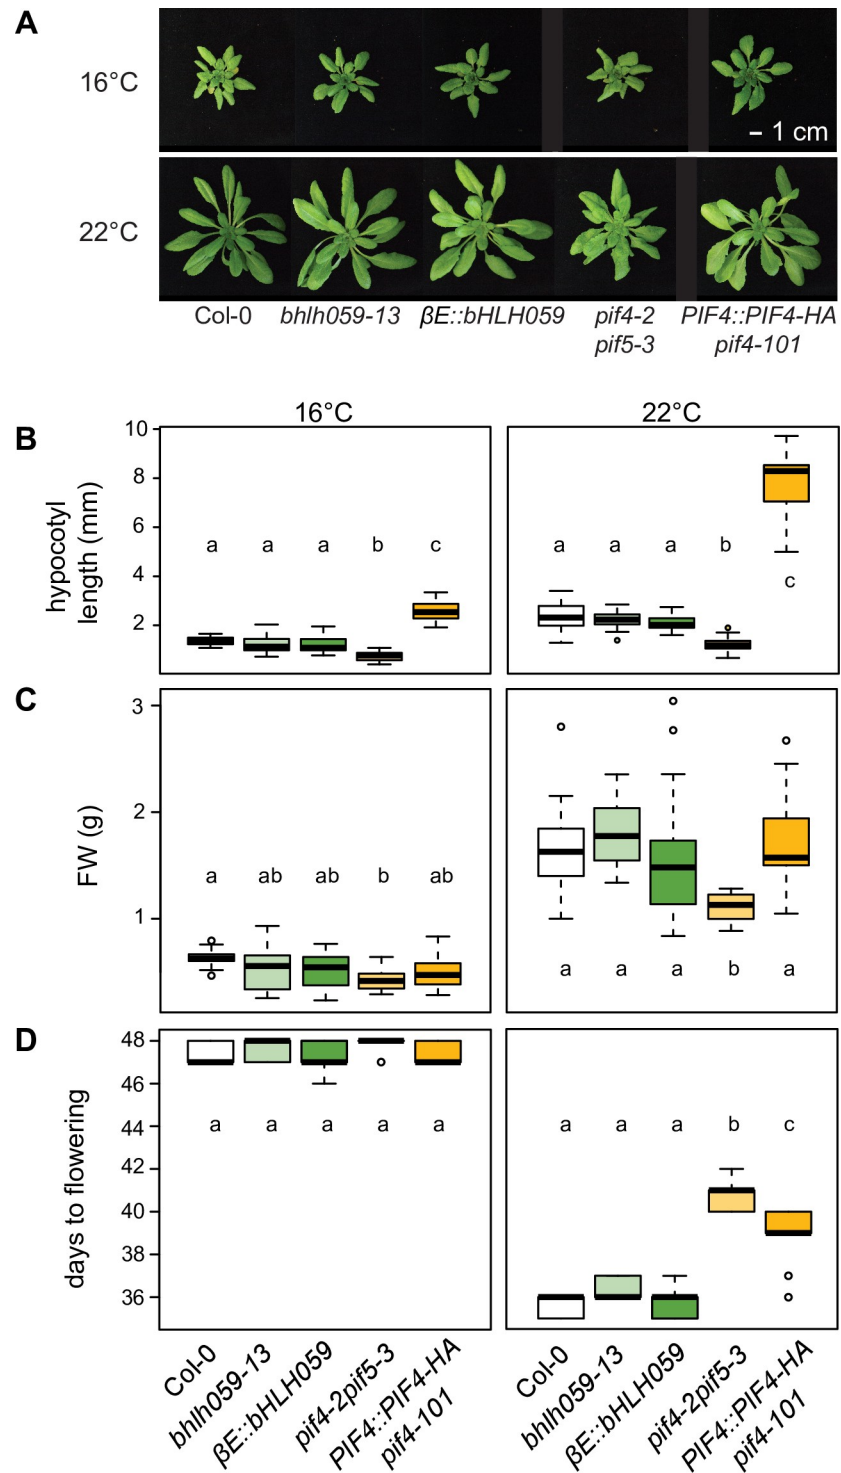 A
16°C
– 1 cm
22°C
Col-0 bhlh059-13 βE::bHLH059 pif4-2 PIF4::PIF4-HA
pif5-3 pif4-101
16°C 22°C
B
hypocotyl
length (mm)
10
8
6
4
2
a a a b c
a a a b
c
C
FW (g)
3
2
1
a ab ab b ab
a a a b a
D
days to flowering
48
46
44
42
40
38
36
a a a a a
a a a b c
Col-0
bhlh059-13
βE::bHLH059
pif4-2pif5-3
PIF4::PIF4-HA
pif4-101
Col-0
bhlh059-13
βE::bHLH059
pif4-2pif5-3
PIF4::PIF4-HA
pif4-101